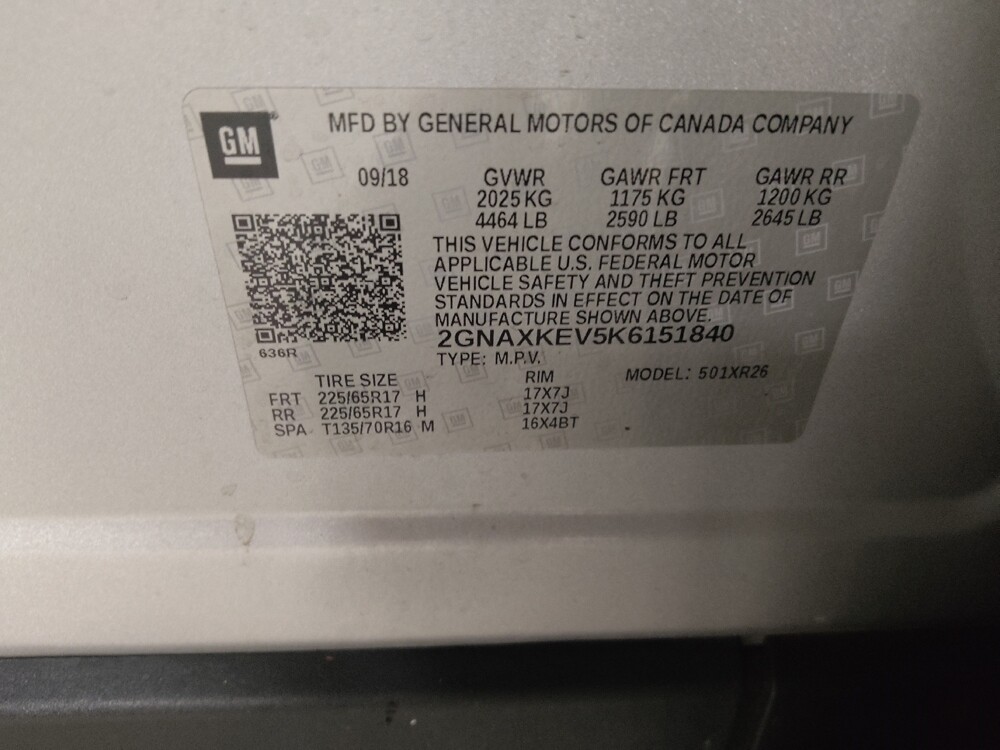 GM
MFD BY GENERAL MOTORS OF CANADA COMPANY
09/18 GVWR GAWR FRT GAWR RR
2025 KG 1175 KG 1200 KG
4464 LB 2590 LB 2645 LB
THIS VEHICLE CONFORMS TO ALL
APPLICABLE U.S. FEDERAL MOTOR
VEHICLE SAFETY AND THEFT PREVENTION
STANDARDS IN EFFECT ON THE DATE OF
MANUFACTURE SHOWN ABOVE.
2GNAXKEV5K6151840
636R
TYPE: M.P.V.
TIRE SIZE RIM MODEL: 501XR26
FRT 225/65R17 H 17X7J
RR 225/65R17 H 17X7J
SPA T135/70R16 M 16X4BT